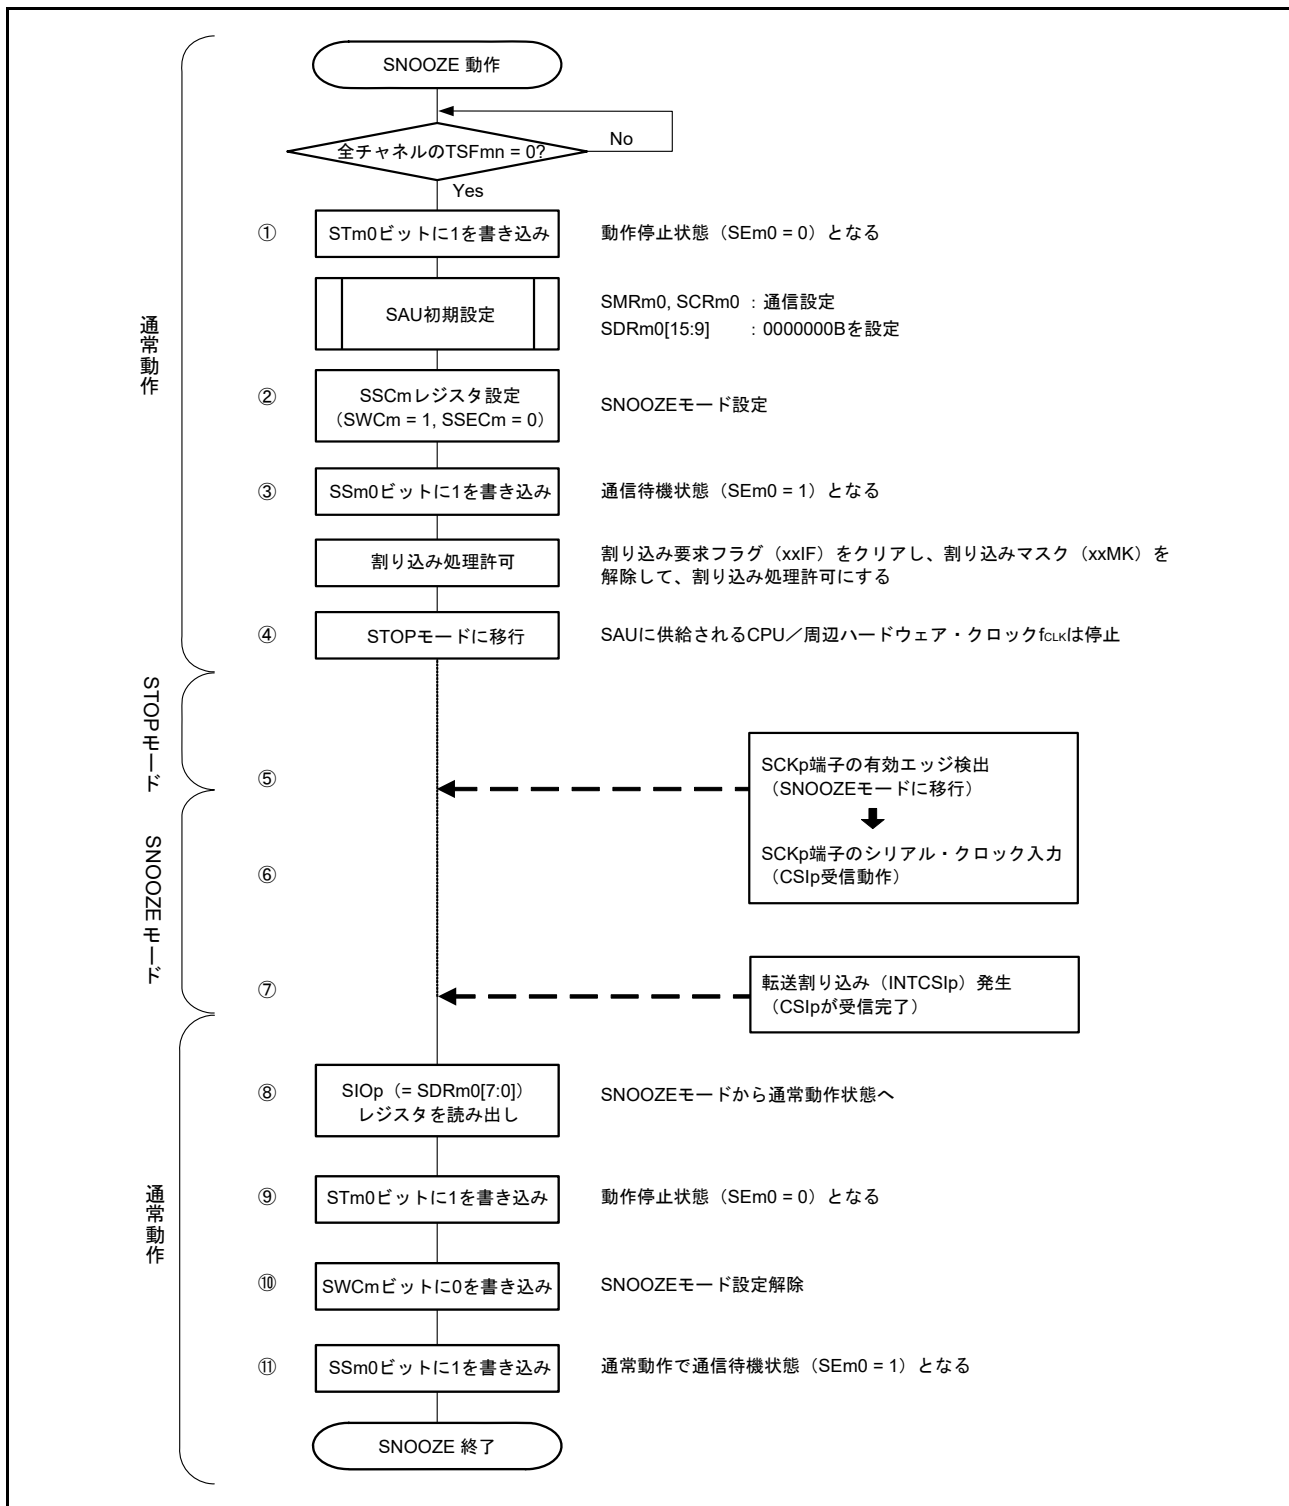 SNOOZE 動作
全チャネルのTSFmn = 0?
No
Yes
① STm0ビットに1を書き込み 動作停止状態（SEm0 = 0）となる
SAU初期設定
SMRm0, SCRm0 ：通信設定
SDRm0[15:9] ：0000000Bを設定
通常動作
② SSCmレジスタ設定
（SWCm = 1, SSECm = 0）
SNOOZEモード設定
③ SSm0ビットに1を書き込み 通信待機状態（SEm0 = 1）となる
割り込み処理許可
割り込み要求フラグ（xxIF）をクリアし、割り込みマスク（xxMK）を
解除して、割り込み処理許可にする
④ STOPモードに移行 SAUに供給されるCPU／周辺ハードウェア・クロックfCLKは停止
STOPモード
⑤
SCKp端子の有効エッジ検出
（SNOOZEモードに移行）
SNOOZEモード
⑥
SCKp端子のシリアル・クロック入力
（CSIp受信動作）
⑦
転送割り込み（INTCSIp）発生
（CSIpが受信完了）
⑧ SIOp（= SDRm0[7:0]）
レジスタを読み出し
SNOOZEモードから通常動作状態へ
通常動作
⑨ STm0ビットに1を書き込み 動作停止状態（SEm0 = 0）となる
⑩ SWCmビットに0を書き込み SNOOZEモード設定解除
⑪ SSm0ビットに1を書き込み 通常動作で通信待機状態（SEm0 = 1）となる
SNOOZE 終了